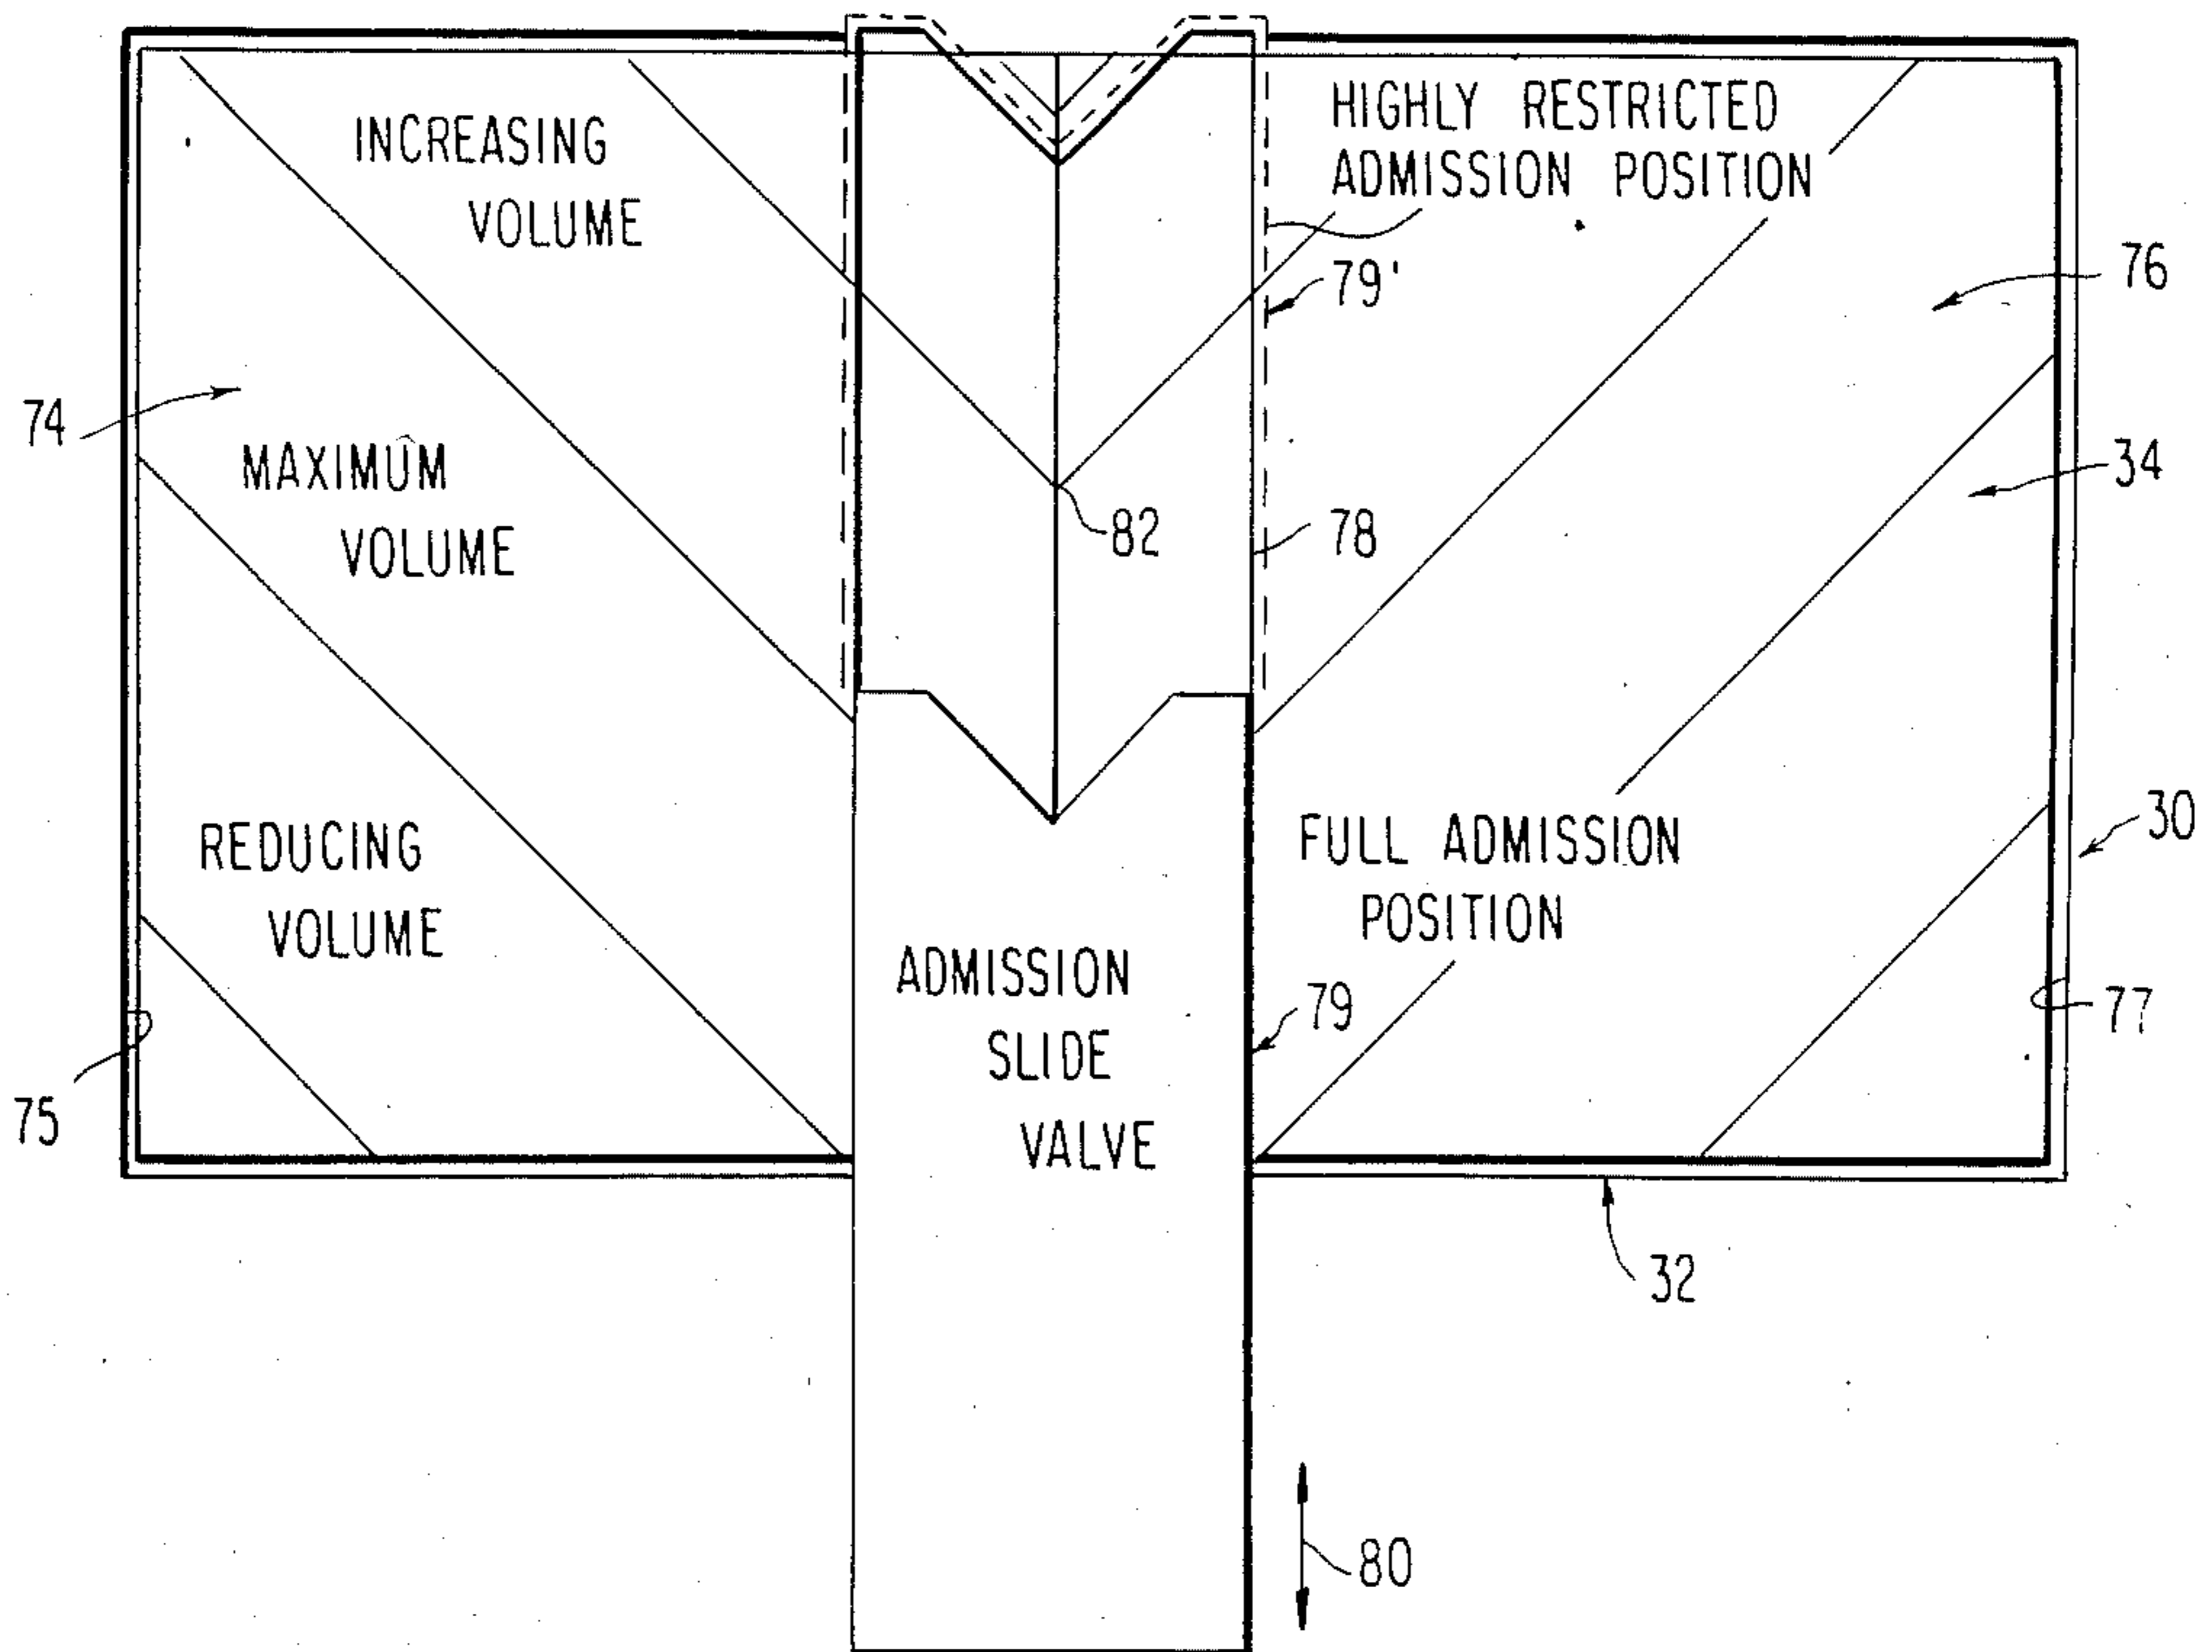 INCREASING
VOLUME
HIGHLY RESTRICTED
ADMISSION POSITION
76
79'
74
MAXIMUM
VOLUME
34
82
78
REDUCING
VOLUME
FULL ADMISSION
POSITION
30
ADMISSION
SLIDE
VALVE
79
77
75
32
80